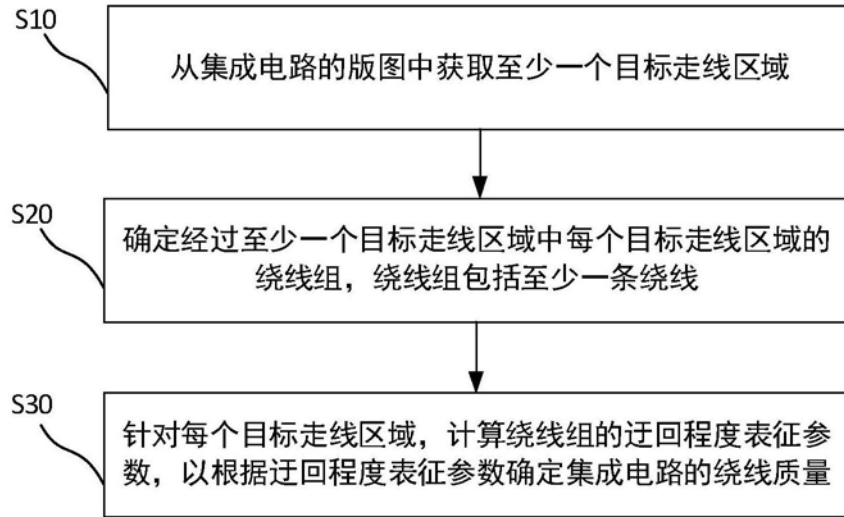 S10
从集成电路的版图中获取至少一个目标走线区域
S20
确定经过至少一个目标走线区域中每个目标走线区域的
绕线组，绕线组包括至少一条绕线
S30
针对每个目标走线区域，计算绕线组的迂回程度表征参
数，以根据迂回程度表征参数确定集成电路的绕线质量